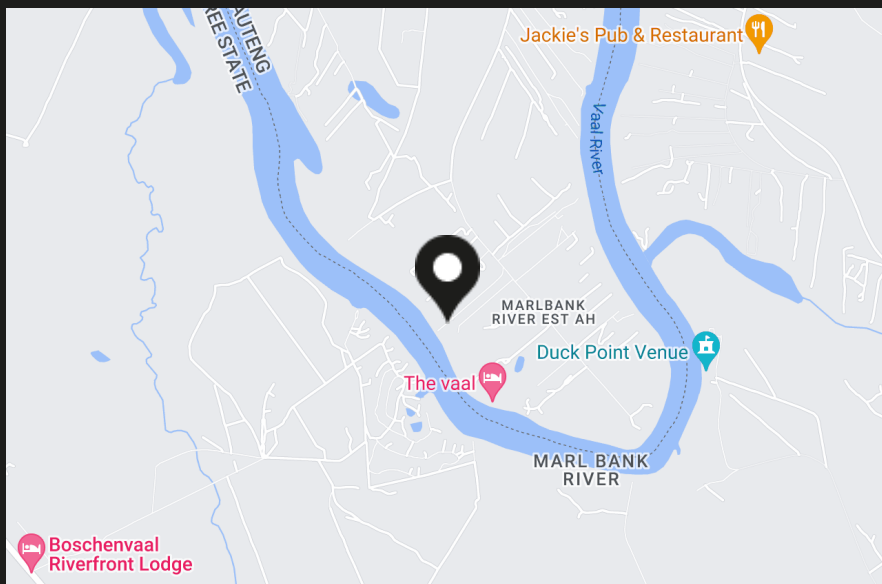 AUTENG
REE STATE
Jackie's Pub & Restaurant
Vaal River
MARLBANK
RIVER EST AH
Duck Point Venue
The vaal
MARL BANK
RIVER
Boschenvaal
Riverfront Lodge